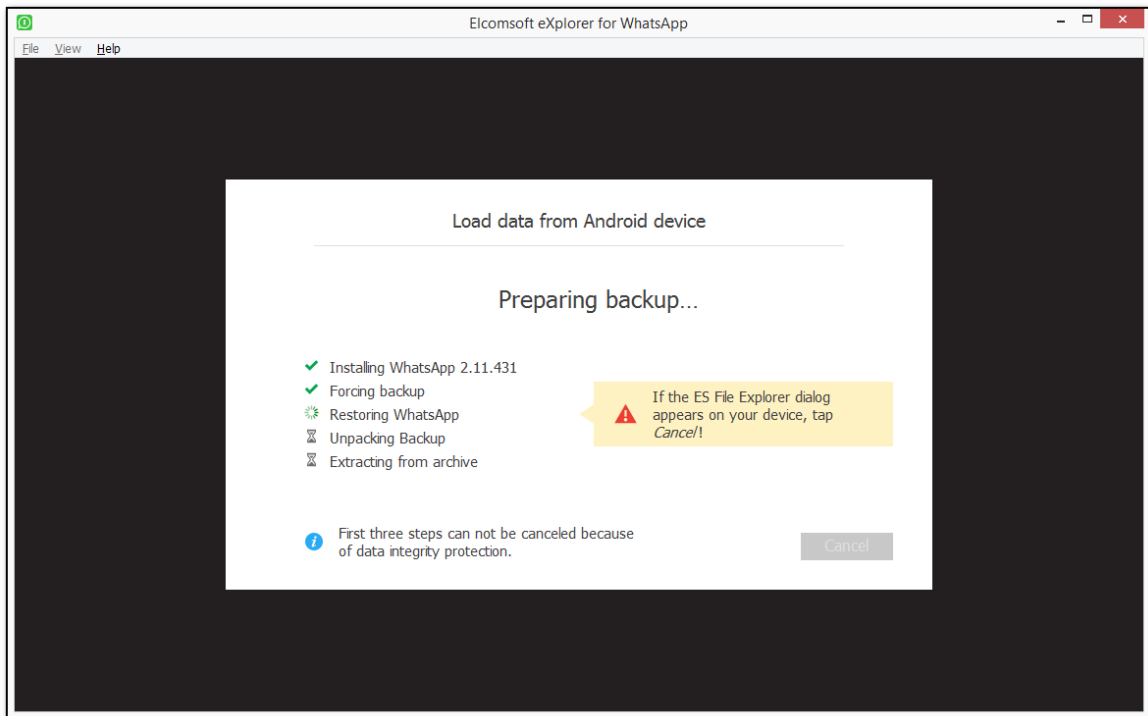 Elcomsoft eXplorer for WhatsApp
File View Help
Load data from Android device
Preparing backup...
Installing WhatsApp 2.11.431
Forcing backup
Restoring WhatsApp
Unpacking Backup
Extracting from archive
If the ES File Explorer dialog
appears on your device, tap
Cancel!
First three steps can not be canceled because
of data integrity protection.
Cancel